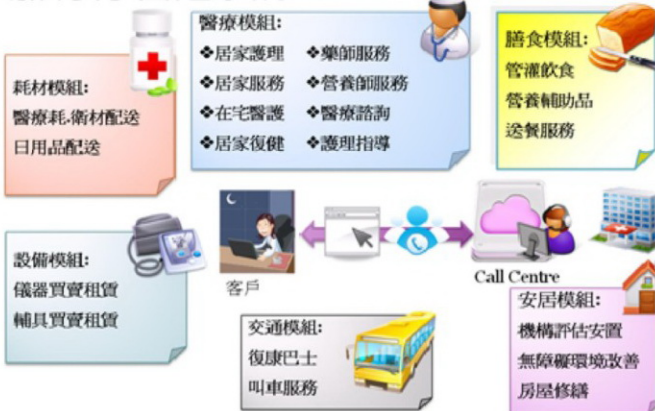 醫療模組:
❖居家護理 ❖藥師服務
❖居家服務 ❖營養師服務
❖在宅醫護 ❖醫療諮詢
❖居家復健 ❖護理指導
膳食模組:
管灌飲食
營養輔助品
送餐服務
耗材模組:
醫療耗.衛材配送
日用品配送
設備模組:
儀器買賣租賃
輔具買賣租賃
客戶
Call Centre
交通模組:
復康巴士
叫車服務
安居模組:
機構評估安置
無障礙環境改善
房屋修繕